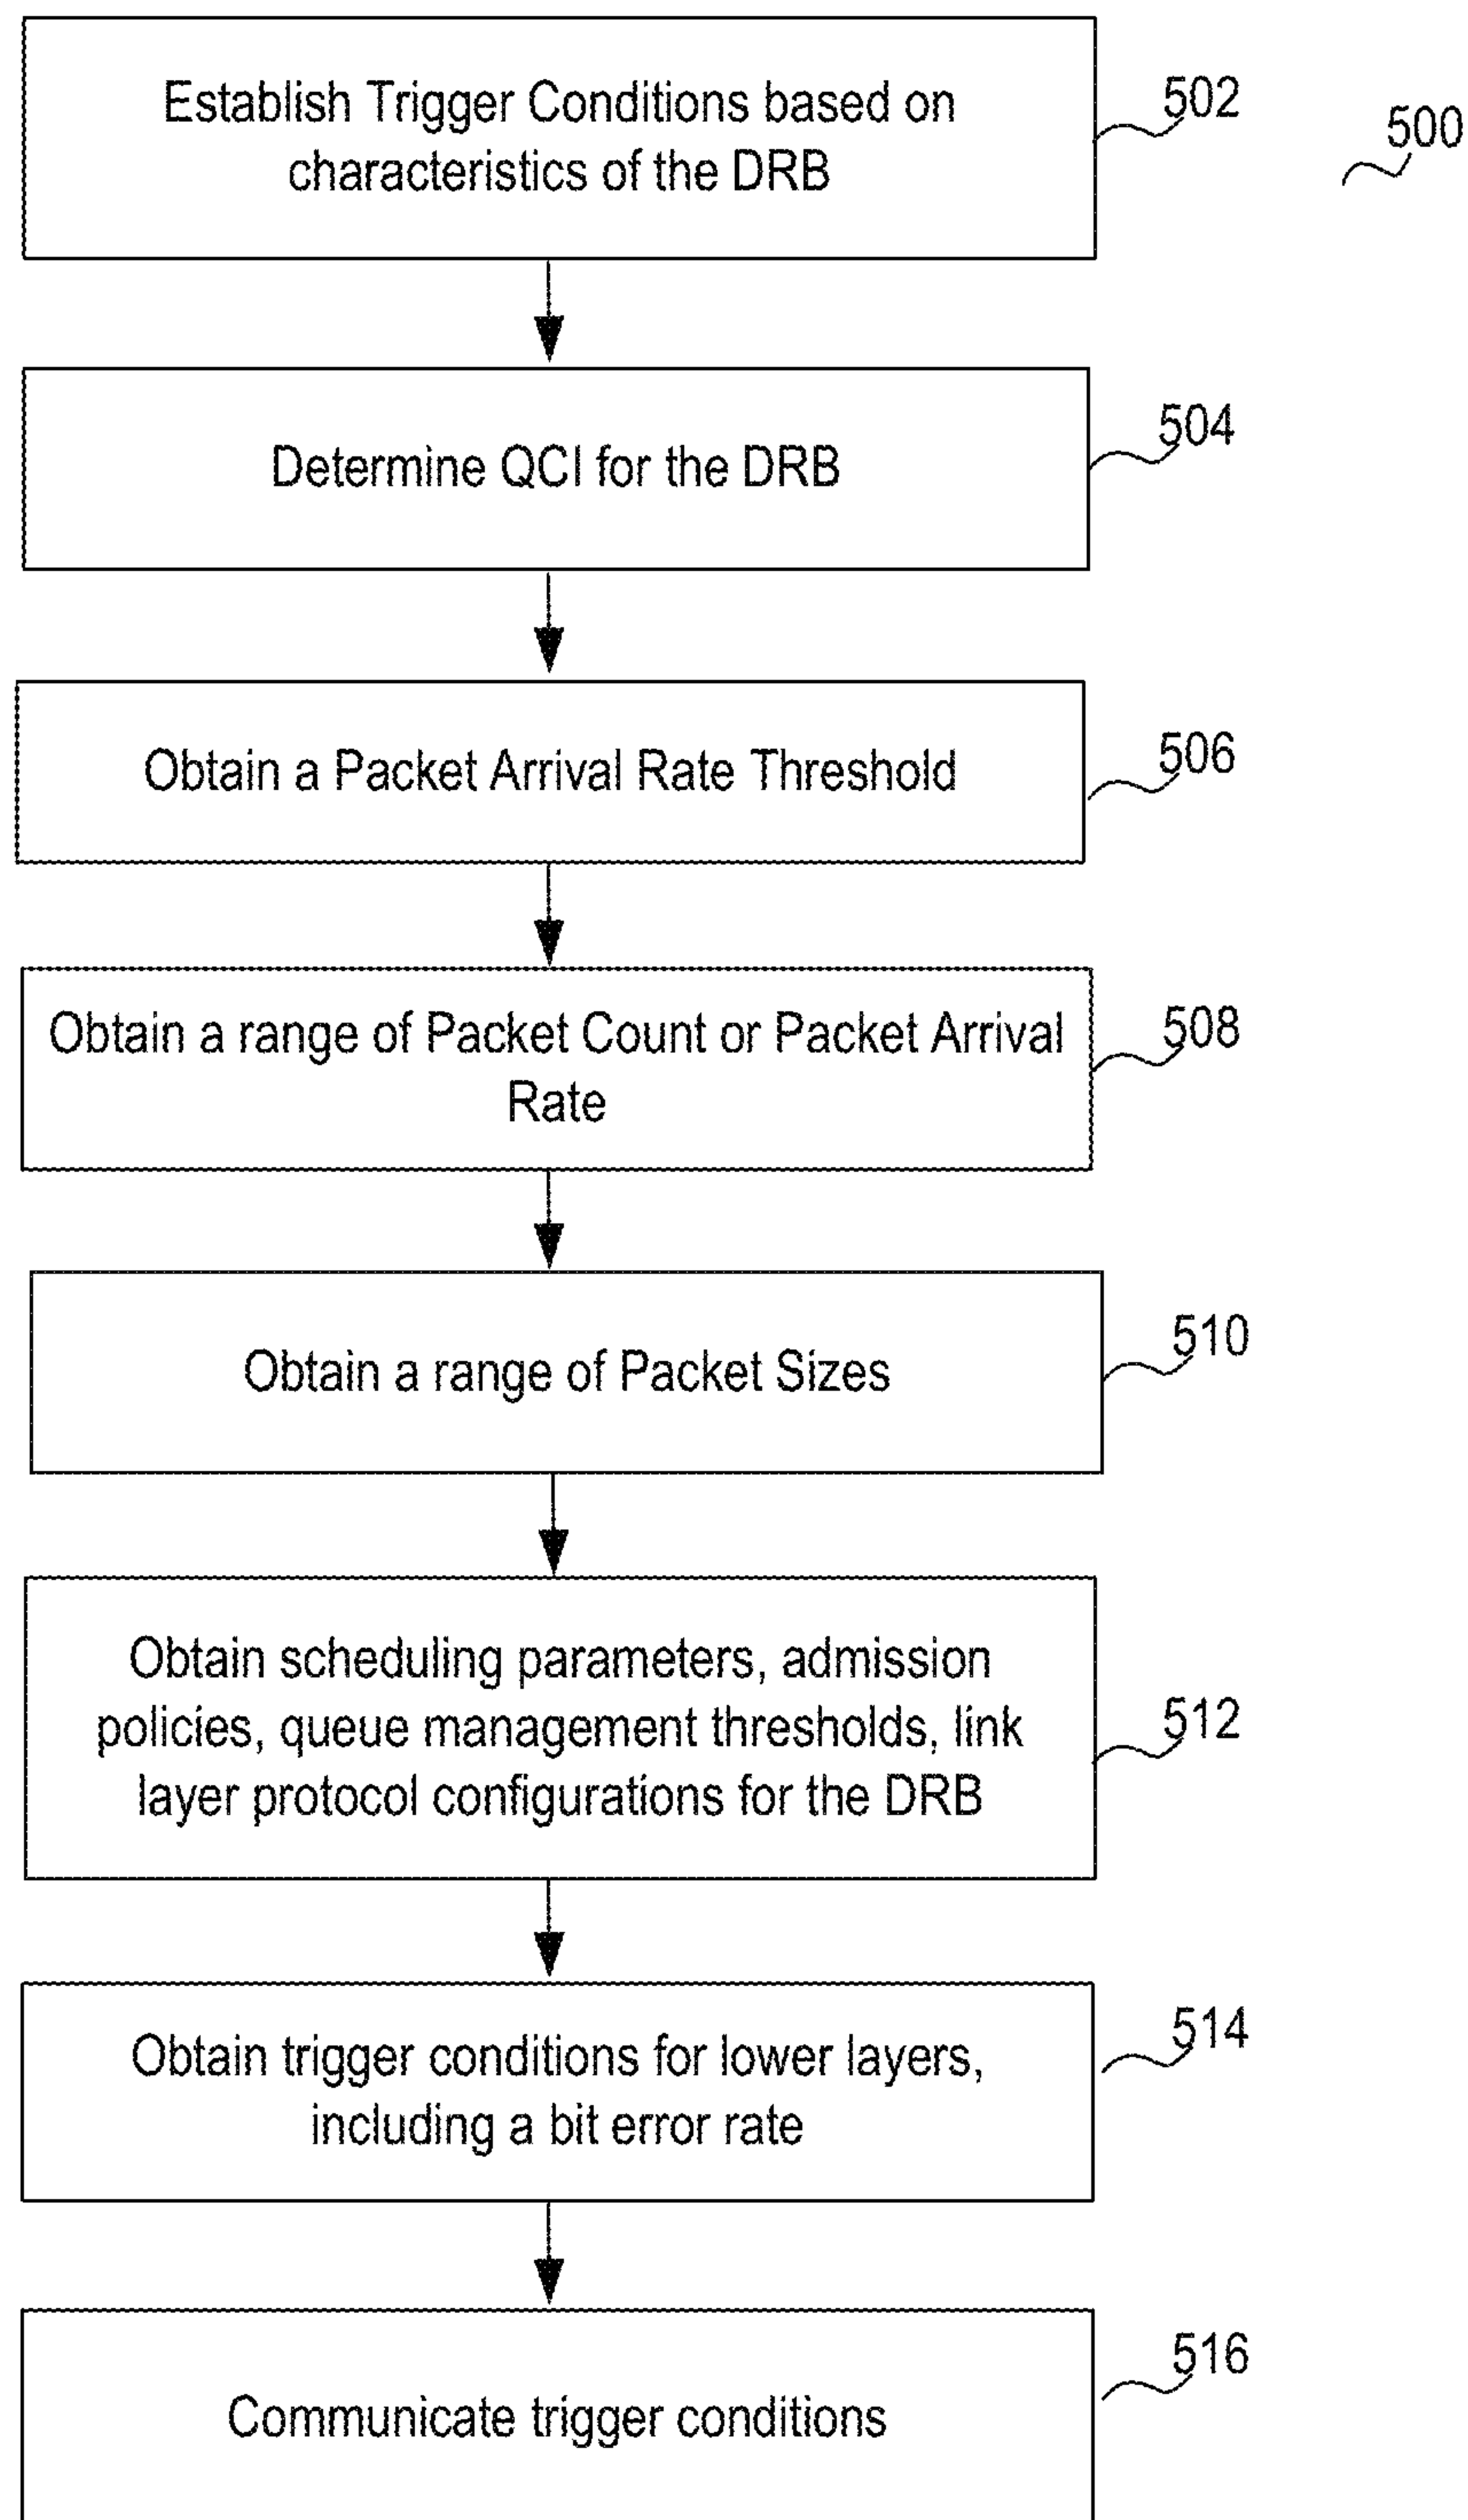 Establish Trigger Conditions based on
characteristics of the DRB
502
500
Determine QCI for the DRB
504
Obtain a Packet Arrival Rate Threshold
506
Obtain a range of Packet Count or Packet Arrival
Rate
508
Obtain a range of Packet Sizes
510
Obtain scheduling parameters, admission
policies, queue management thresholds, link
layer protocol configurations for the DRB
512
Obtain trigger conditions for lower layers,
including a bit error rate
514
Communicate trigger conditions
516